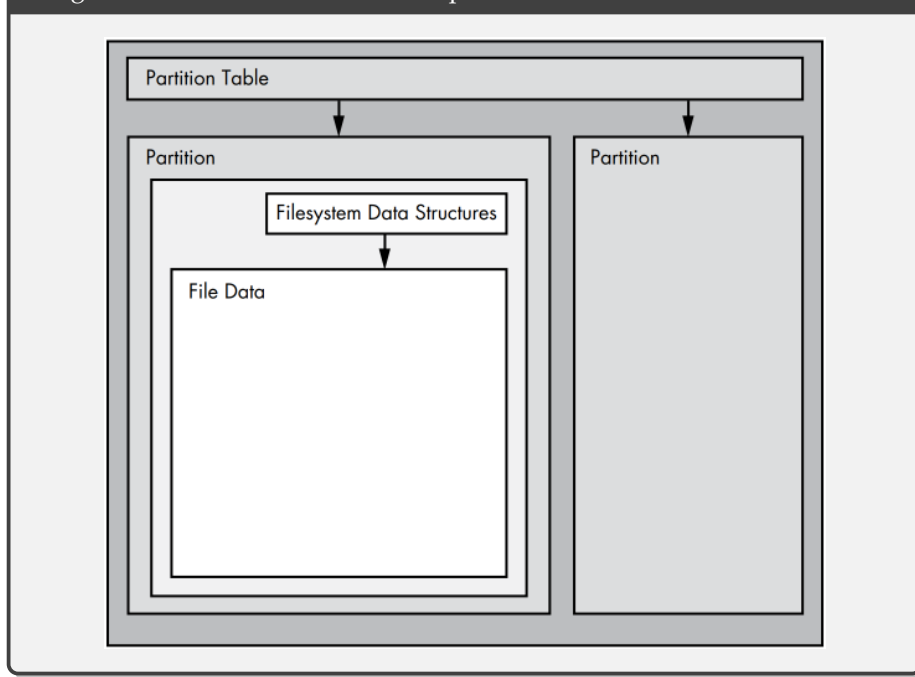 Partition Table
Partition
Partition
Filesystem Data Structures
File Data